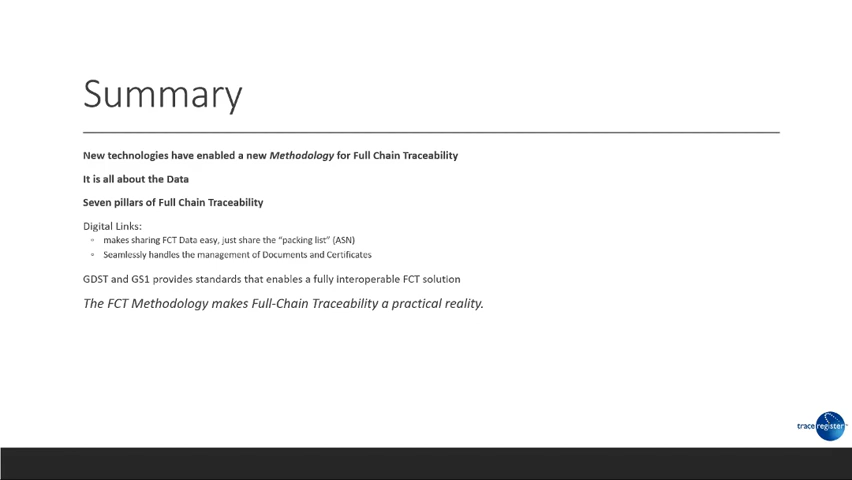 Summary
New technologies have enabled a new Methodology for Full Chain Traceability
It is all about the Data
Seven pillars of Full Chain Traceability
Digital Links:
makes sharing FCT Data easy, just share the "packing list" (ASN)
Seamlessly handles the management of Documents and Certificates
GDST and GS1 provides standards that enables a fully interoperable FCT solution
The FCT Methodology makes Full-Chain Traceability a practical reality.
trace register